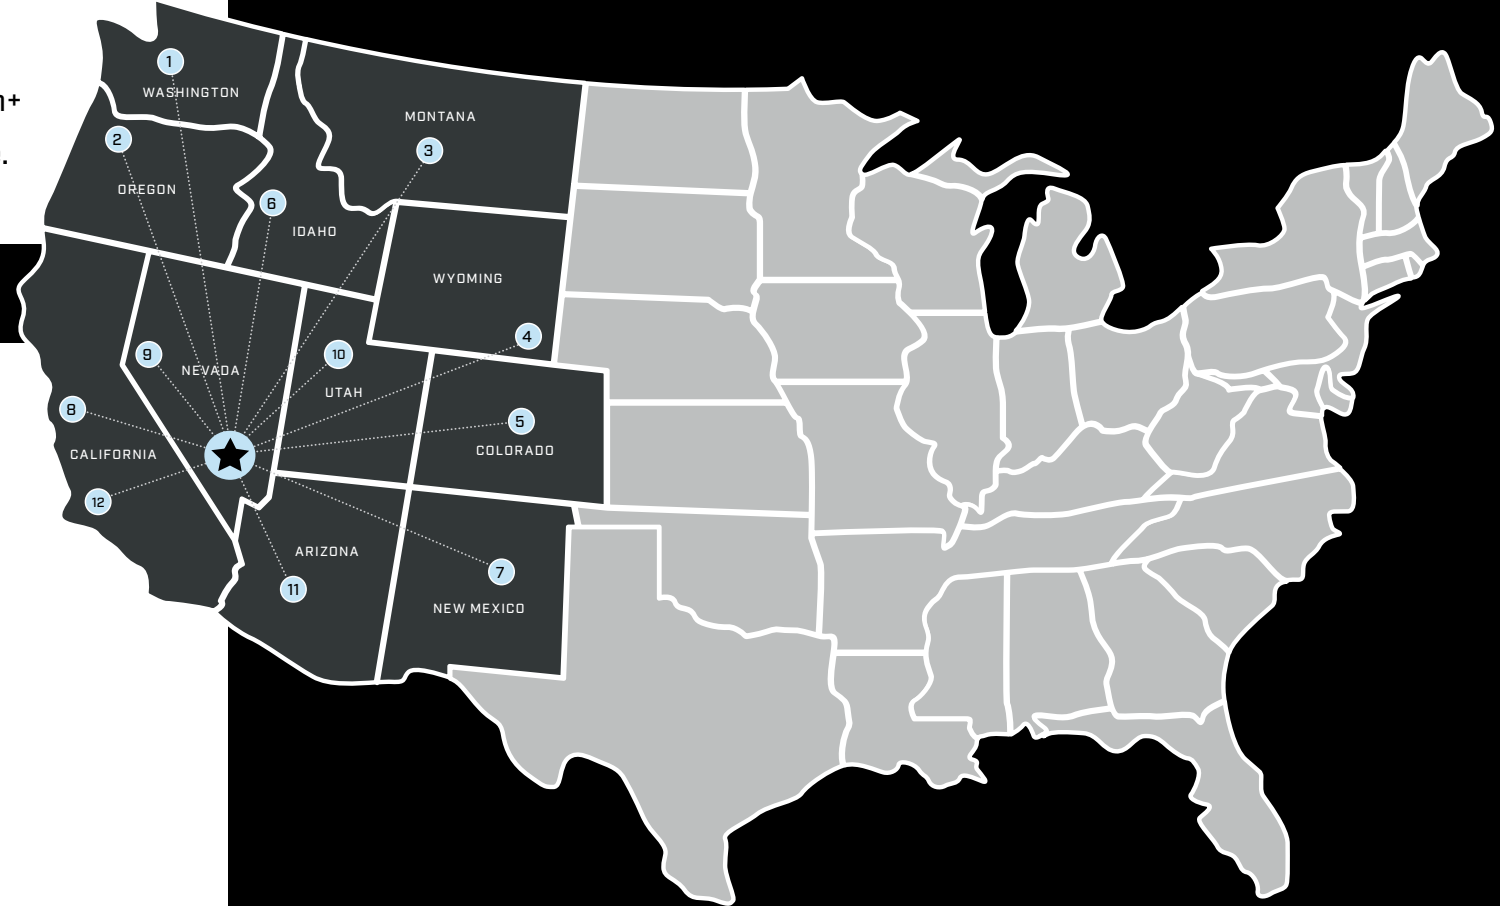 1
WASHINGTON
MONTANA
2
3
OREGON
6
IDAHO
WYOMING
4
9
10
NEVADA
UTAH
8
5
CALIFORNIA
COLORADO
12
ARIZONA
7
11
NEW MEXICO